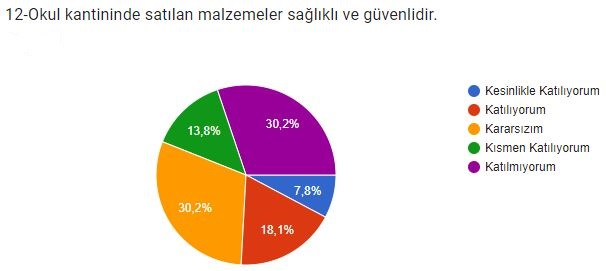 12-Okul kantininde satılan malzemeler sağlıklı ve güvenlidir.
Kesinlikle Katılıyorum
Katılıyorum
Kararsızım
Kısmen Katılıyorum
Katılmıyorum
30,2%
13,8%
7,8%
30,2%
18,1%